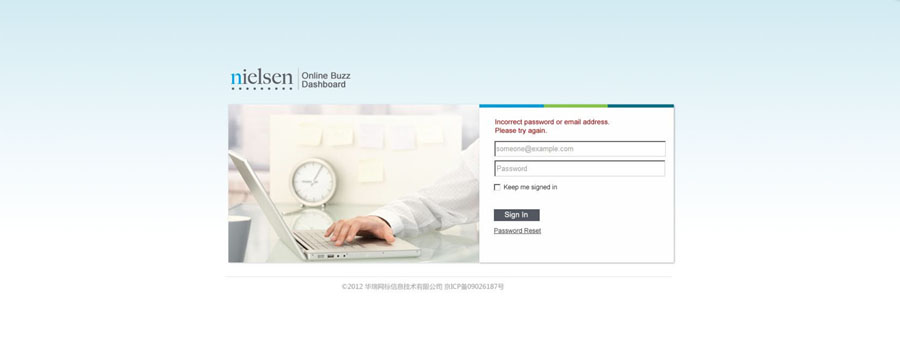 nielsen
Online Buzz
Dashboard
Incorrect password or email address.
Please try again.
someone@example.com
Password
Keep me signed in
Sign In
Password Reset
©2012 华瑞网标信息技术有限公司 京ICP备09026187号